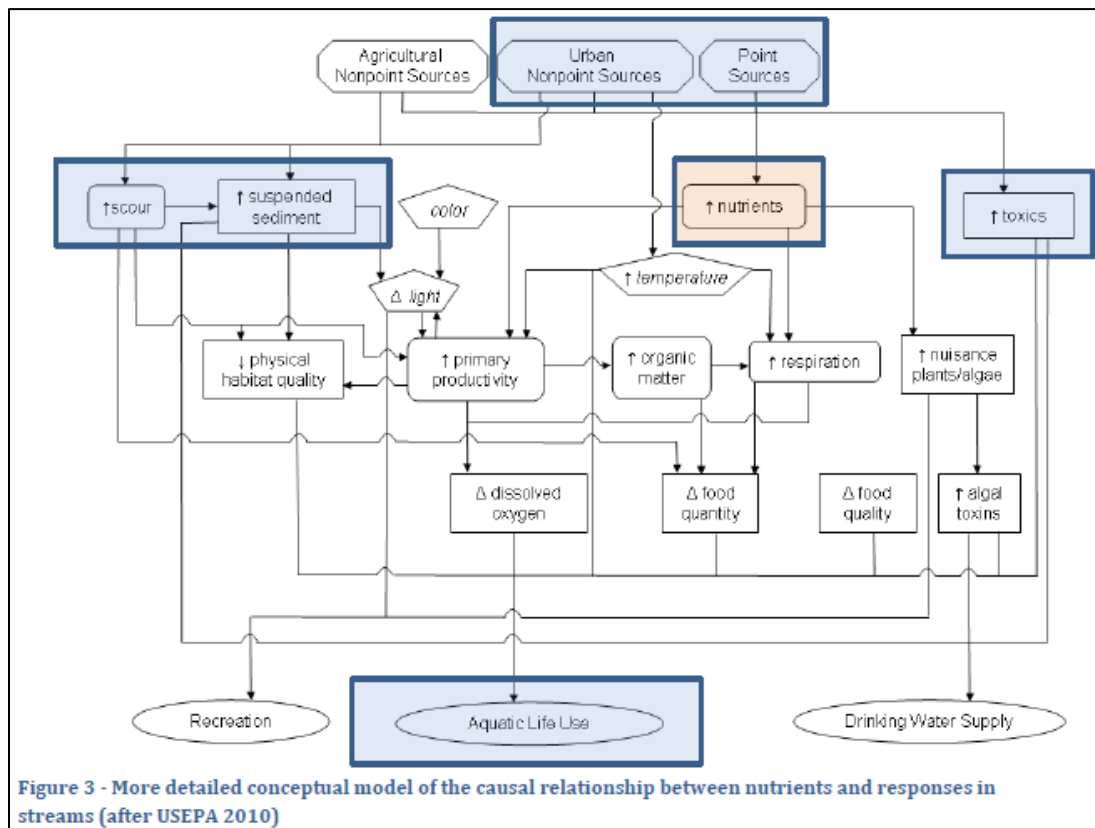 Agricultural
Nonpoint Sources
Urban
Nonpoint Sources
Point
Sources
↑scour
↑ suspended
sediment
color
↑ nutrients
↑ toxics
Δ light
↑ temperature
↓ physical
habitat quality
↑ primary
productivity
↑ organic
matter
↑ respiration
↑ nuisance
plants/algae
Δ dissolved
oxygen
Δ food
quantity
Δ food
quality
↑ algal
toxins
Recreation
Aquatic Life Use
Drinking Water Supply
Figure 3 - More detailed conceptual model of the causal relationship between nutrients and responses in
streams (after USEPA 2010)